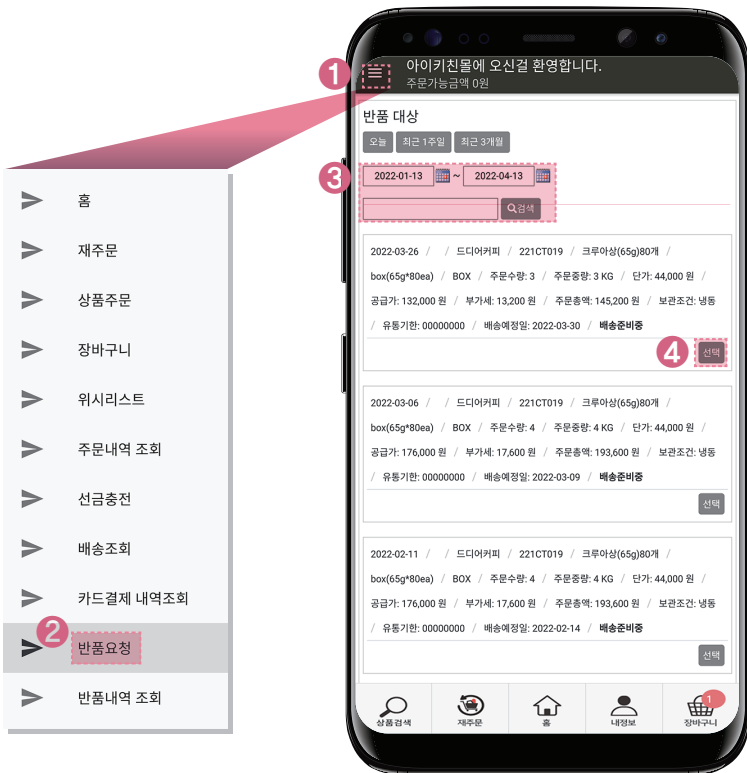 1
아이키친몰에 오신걸 환영합니다.
주문가능금액 0원
반품 대상
오늘 최근 1주일 최근 3개월
3
2022-01-13 ~ 2022-04-13
검색
2022-03-26 / / 드디어커피 / 221CT019 / 크루아상(65g)80개 /
box(65g*80ea) / BOX / 주문수량: 3 / 주문중량: 3 KG / 단가: 44,000 원 /
공급가: 132,000 원 / 부가세: 13,200 원 / 주문총액: 145,200 원 / 보관조건: 냉동
/ 유통기한: 00000000 / 배송예정일: 2022-03-30 / 배송준비중
4 선택
2022-03-06 / / 드디어커피 / 221CT019 / 크루아상(65g)80개 /
box(65g*80ea) / BOX / 주문수량: 4 / 주문중량: 4 KG / 단가: 44,000 원 /
공급가: 176,000 원 / 부가세: 17,600 원 / 주문총액: 193,600 원 / 보관조건: 냉동
/ 유통기한: 00000000 / 배송예정일: 2022-03-09 / 배송준비중
선택
2022-02-11 / / 드디어커피 / 221CT019 / 크루아상(65g)80개 /
box(65g*80ea) / BOX / 주문수량: 4 / 주문중량: 4 KG / 단가: 44,000 원 /
공급가: 176,000 원 / 부가세: 17,600 원 / 주문총액: 193,600 원 / 보관조건: 냉동
/ 유통기한: 00000000 / 배송예정일: 2022-02-14 / 배송준비중
선택
1
상품검색 재주문 홈 내정보 장바구니
홈
재주문
상품주문
장바구니
위시리스트
주문내역 조회
선금충전
배송조회
카드결제 내역조회
2
반품요청
반품내역 조회